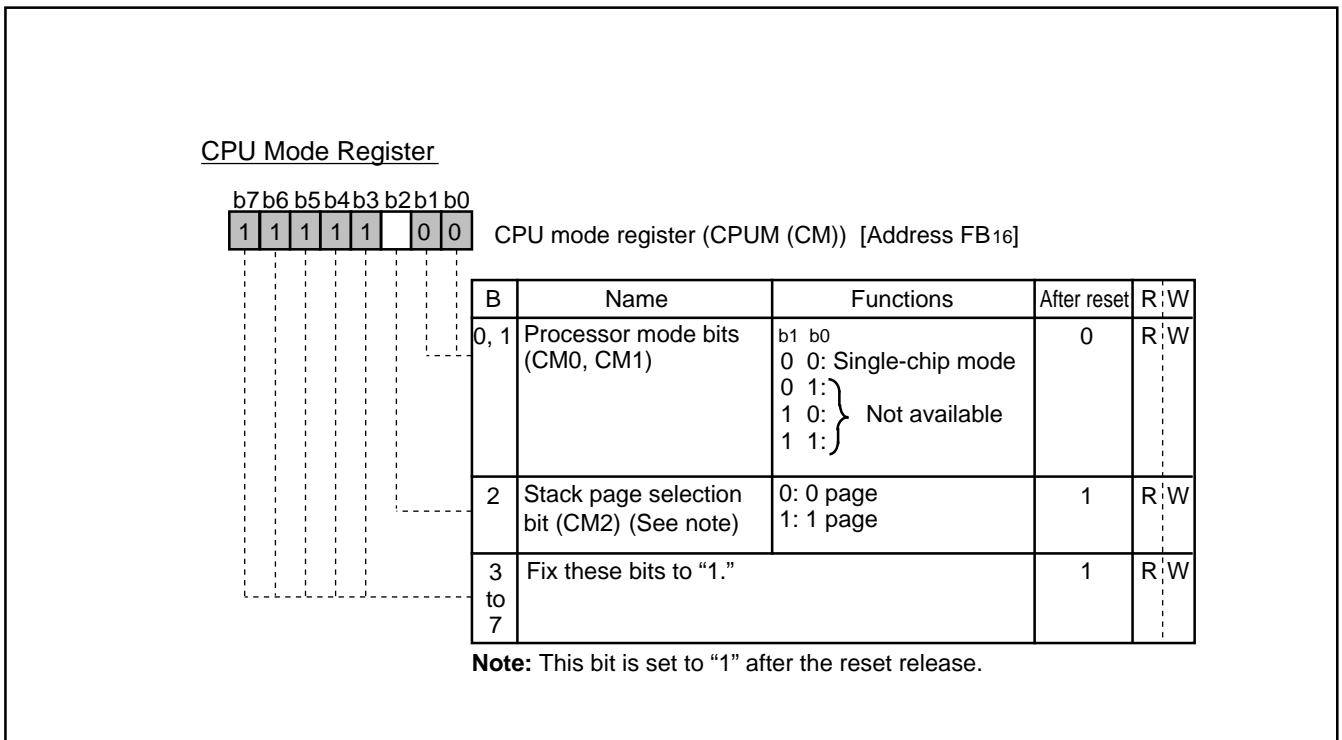 CPU Mode Register
b7 b6 b5 b4 b3 b2 b1 b0
1 1 1 1 1 0 0
CPU mode register (CPUM (CM)) [Address FB16]
B Name Functions After reset R W
0, 1 Processor mode bits (CM0, CM1) b1 b0 0 R W
0 0: Single-chip mode
0 1:
1 0: Not available
1 1:
2 Stack page selection bit (CM2) (See note) 0: 0 page 1 R W
1: 1 page
3 to 7 Fix these bits to “1.” 1 R W
Note: This bit is set to “1” after the reset release.